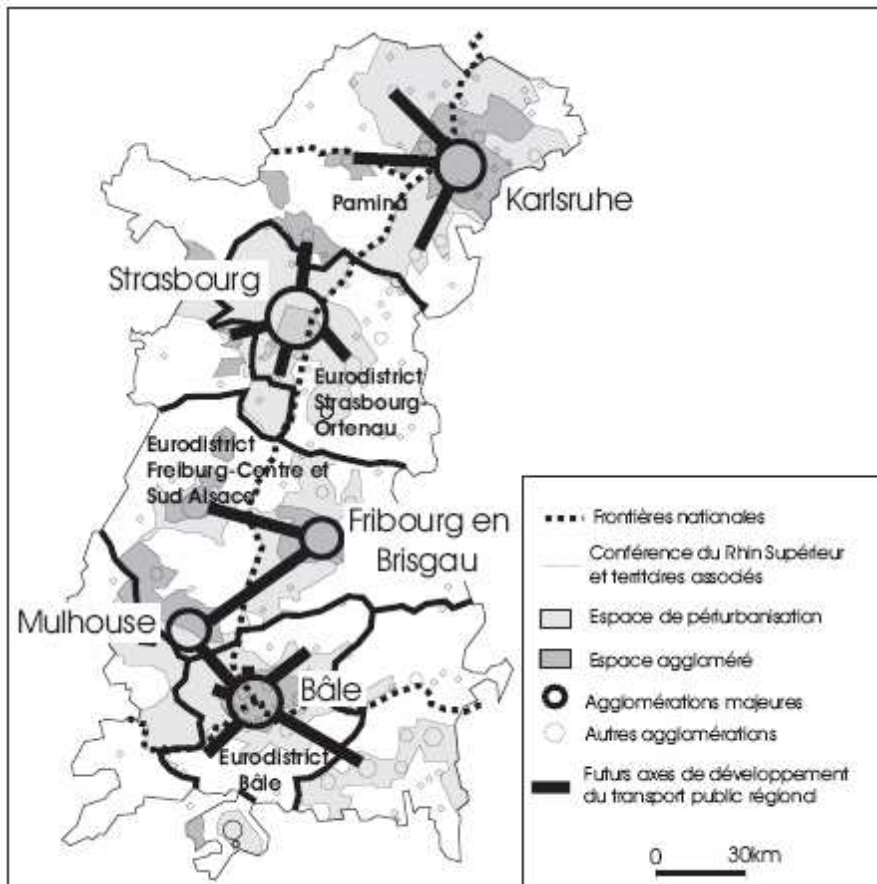 Karlsruhe
Pamina
Strasbourg
Eurodistrict
Strasbourg-
Ortenau
Eurodistrict
Freiburg-Centre et
Sud Alsace
Fribourg en
Brisgau
Mulhouse
Bâle
Eurodistrict
Bâle
Frontières nationales
Conférence du Rhin Supérieur
et territoires associés
Espace de périurbanisation
Espace aggloméré
Agglomérations majeures
Autres agglomérations
Futurs axes de développement
du transport public régional
0 30km